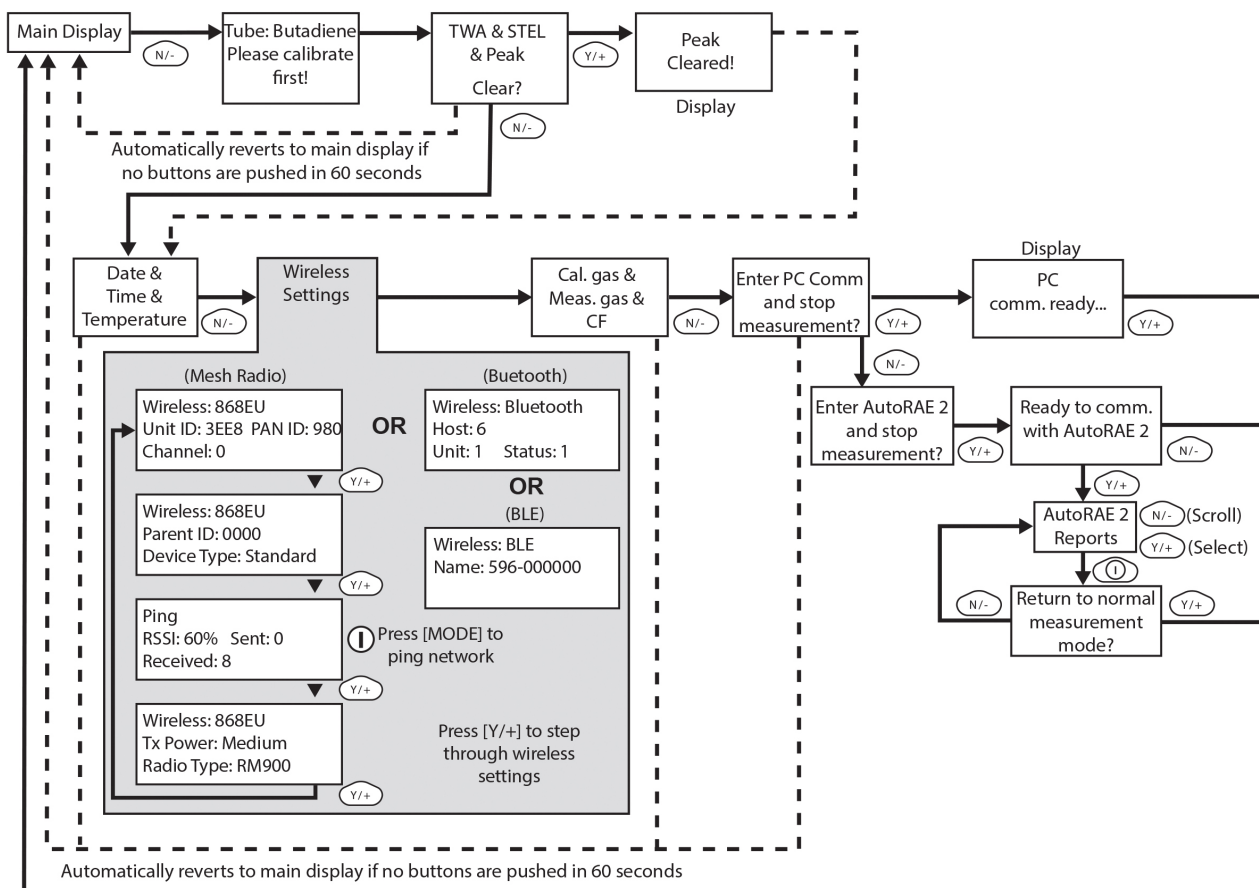 Main Display
N/-
Tube: Butadiene
Please calibrate
first!
TWA & STEL
& Peak
Clear?
Y/+
Peak
Cleared!
Display
N/-
Automatically reverts to main display if
no buttons are pushed in 60 seconds
Date &
Time &
Temperature
N/-
Wireless
Settings
Cal. gas &
Meas. gas &
CF
N/-
Enter PC Comm
and stop
measurement?
Y/+
Display
PC
comm. ready...
Y/+
N/-
(Mesh Radio)
Wireless: 868EU
Unit ID: 3EE8 PAN ID: 980
Channel: 0
Y/+
Wireless: 868EU
Parent ID: 0000
Device Type: Standard
Y/+
Ping
RSSI: 60% Sent: 0
Received: 8
Press [MODE] to
ping network
Y/+
Wireless: 868EU
Tx Power: Medium
Radio Type: RM900
Y/+
OR
(Buetooth)
Wireless: Bluetooth
Host: 6
Unit: 1 Status: 1
OR
(BLE)
Wireless: BLE
Name: 596-000000
Press [Y/+] to step
through wireless
settings
Enter AutoRAE 2
and stop
measurement?
Y/+
Ready to comm.
with AutoRAE 2
N/-
Y/+
AutoRAE 2
Reports
N/- (Scroll)
Y/+ (Select)
N/-
Return to normal
measurement
mode?
Y/+
Automatically reverts to main display if no buttons are pushed in 60 seconds